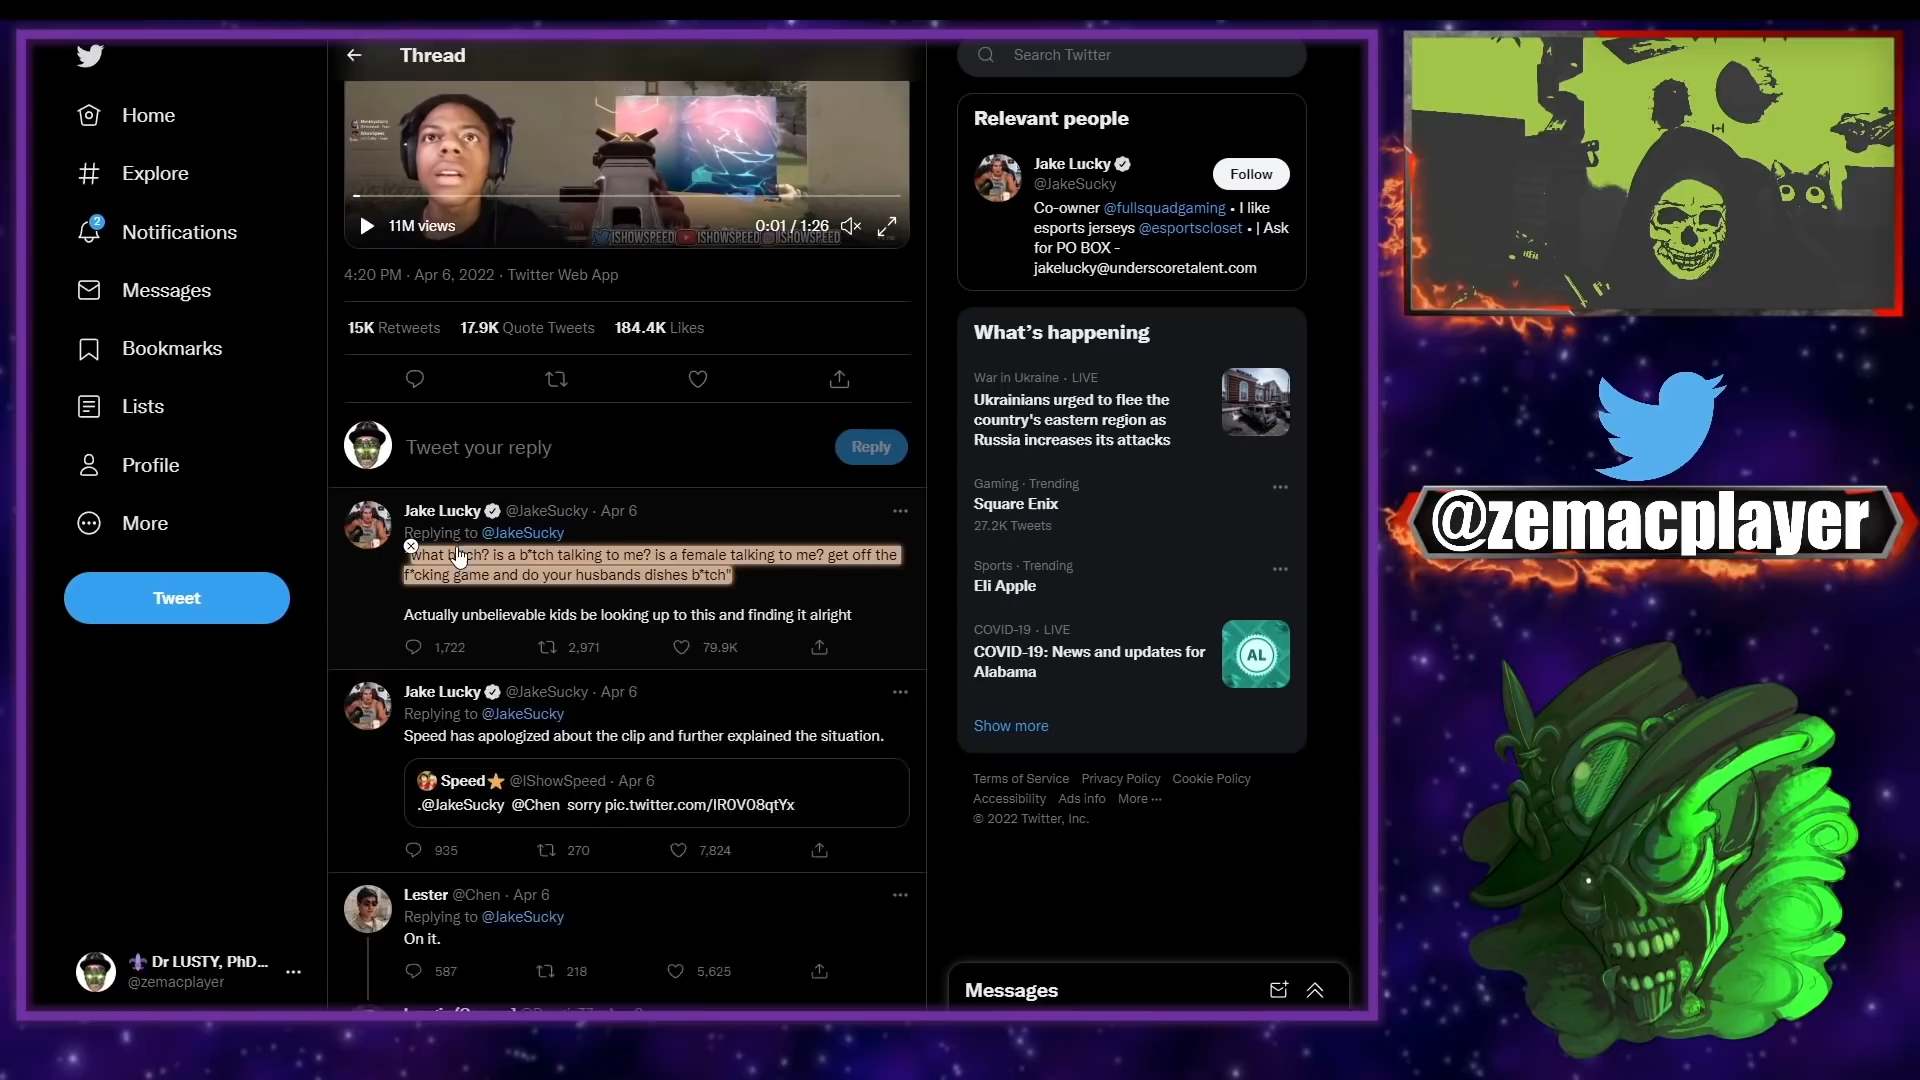 Home
Explore
2
Notifications
Messages
Bookmarks
Lists
Profile
More
Tweet
Dr LUSTY, PhD...
@zemacplayer
Thread
11M views
0:01 / 1:26
ISHOWSPEED ISHOWSPEED ISHOWSPEED
4:20 PM · Apr 6, 2022 · Twitter Web App
15K Retweets 17.9K Quote Tweets 184.4K Likes
Tweet your reply
Reply
Jake Lucky @JakeSucky · Apr 6
Replying to @JakeSucky
what b ch? is a b*tch talking to me? is a female talking to me? get off the
f*cking game and do your husbands dishes b*tch"
Actually unbelievable kids be looking up to this and finding it alright
1,722 2,971 79.9K
Jake Lucky @JakeSucky · Apr 6
Replying to @JakeSucky
Speed has apologized about the clip and further explained the situation.
Speed @IShowSpeed · Apr 6
.@JakeSucky @Chen sorry pic.twitter.com/IR0V08qtYx
935 270 7,824
Lester @Chen · Apr 6
Replying to @JakeSucky
On it.
587 218 5,625
Search Twitter
Relevant people
Jake Lucky
@JakeSucky
Follow
Co-owner @fullsquadgaming • I like
esports jerseys @esportscloset • | Ask
for PO BOX -
jakelucky@underscoretalent.com
What's happening
War in Ukraine · LIVE
Ukrainians urged to flee the
country's eastern region as
Russia increases its attacks
Gaming · Trending
Square Enix
27.2K Tweets
Sports · Trending
Eli Apple
COVID-19 · LIVE
COVID-19: News and updates for
Alabama
AL
Show more
Terms of Service Privacy Policy Cookie Policy
Accessibility Ads info More ···
© 2022 Twitter, Inc.
Messages
@zemacplayer